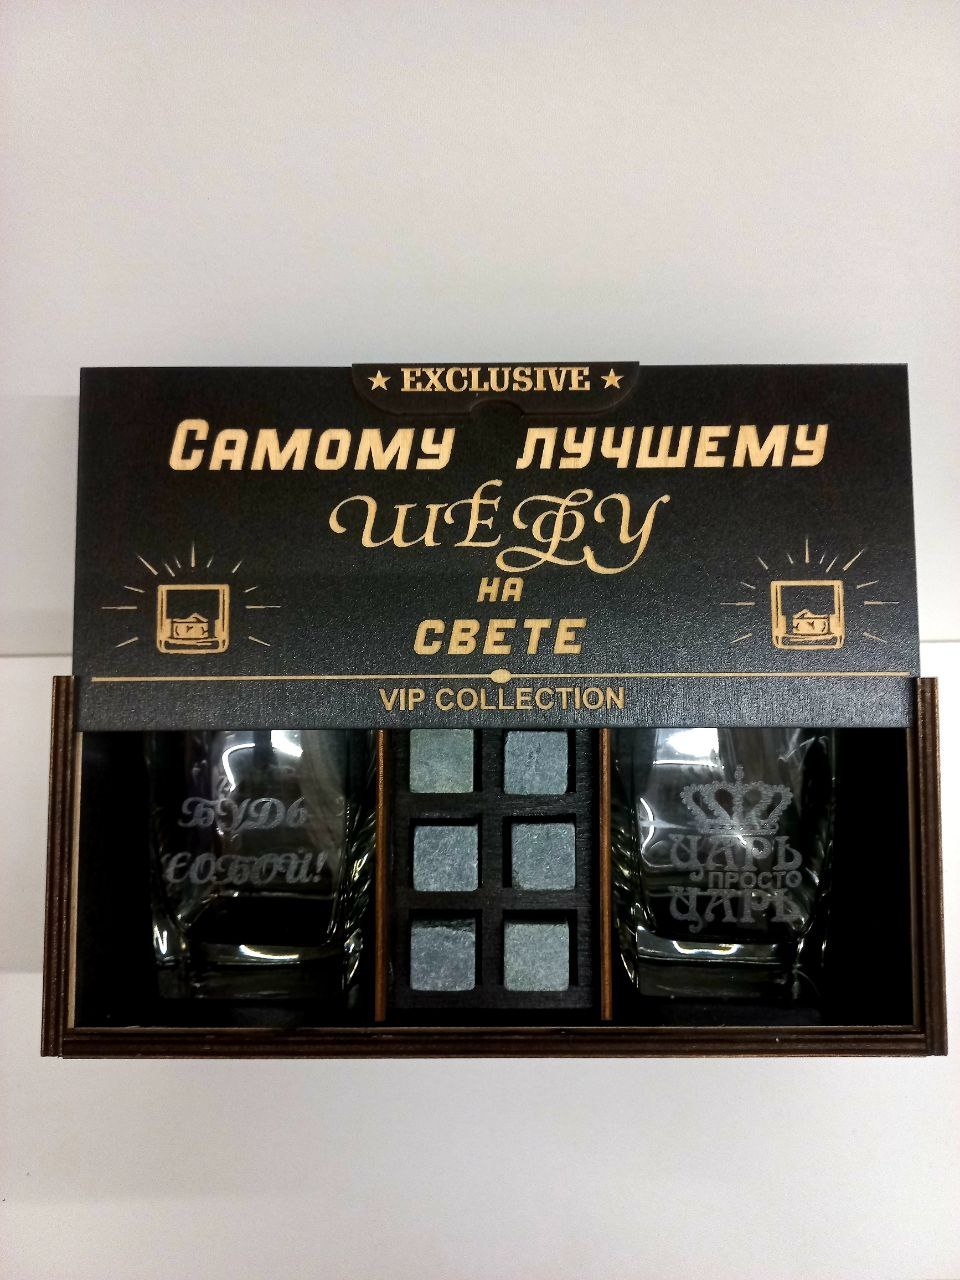 EXCLUSIVE
Самому лучшему
Шефу
на
свете
VIP COLLECTION
Будь
собой!
Царь
просто
Царь